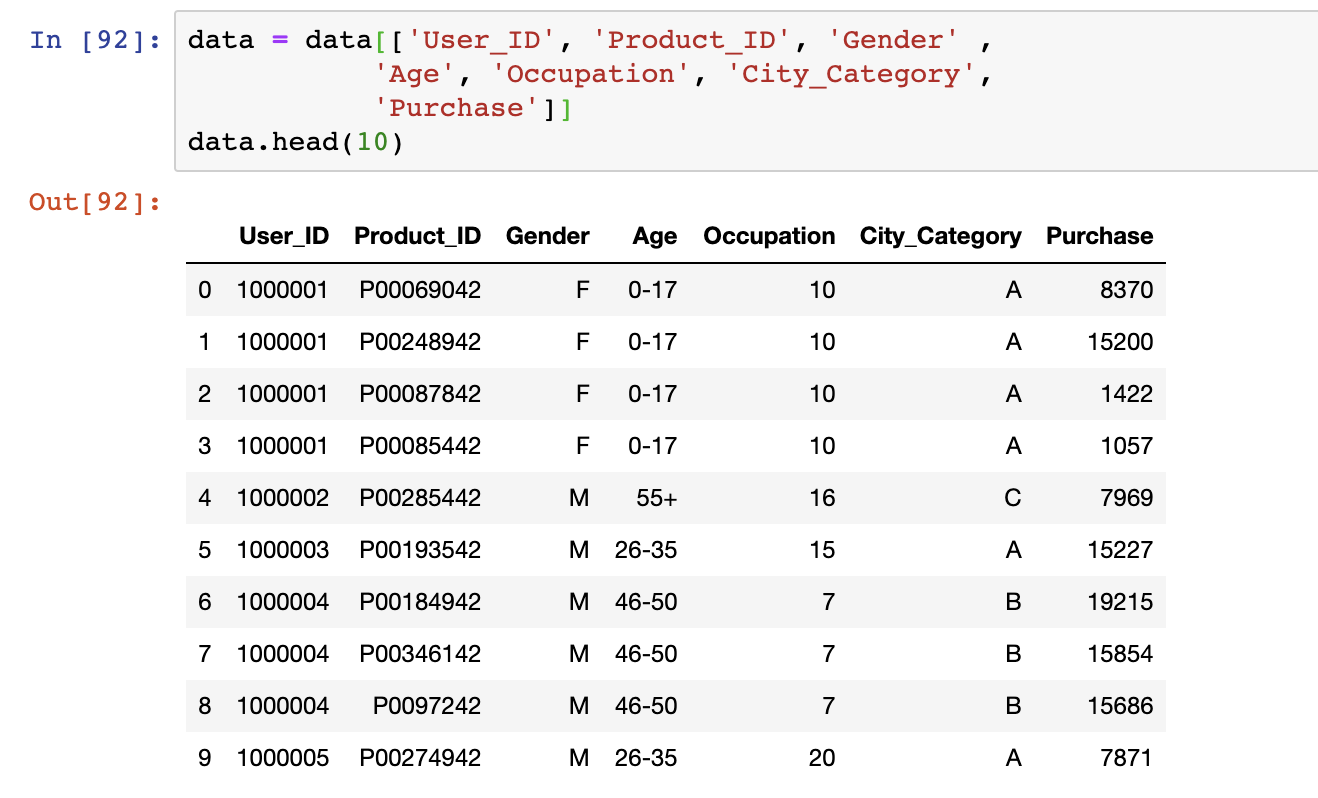 In [92]: data = data[['User_ID', 'Product_ID', 'Gender' ,
'Age', 'Occupation', 'City_Category',
'Purchase']]
data.head(10)
Out[92]:
User_ID Product_ID Gender Age Occupation City_Category Purchase
0 1000001 P00069042 F 0-17 10 A 8370
1 1000001 P00248942 F 0-17 10 A 15200
2 1000001 P00087842 F 0-17 10 A 1422
3 1000001 P00085442 F 0-17 10 A 1057
4 1000002 P00285442 M 55+ 16 C 7969
5 1000003 P00193542 M 26-35 15 A 15227
6 1000004 P00184942 M 46-50 7 B 19215
7 1000004 P00346142 M 46-50 7 B 15854
8 1000004 P0097242 M 46-50 7 B 15686
9 1000005 P00274942 M 26-35 20 A 7871